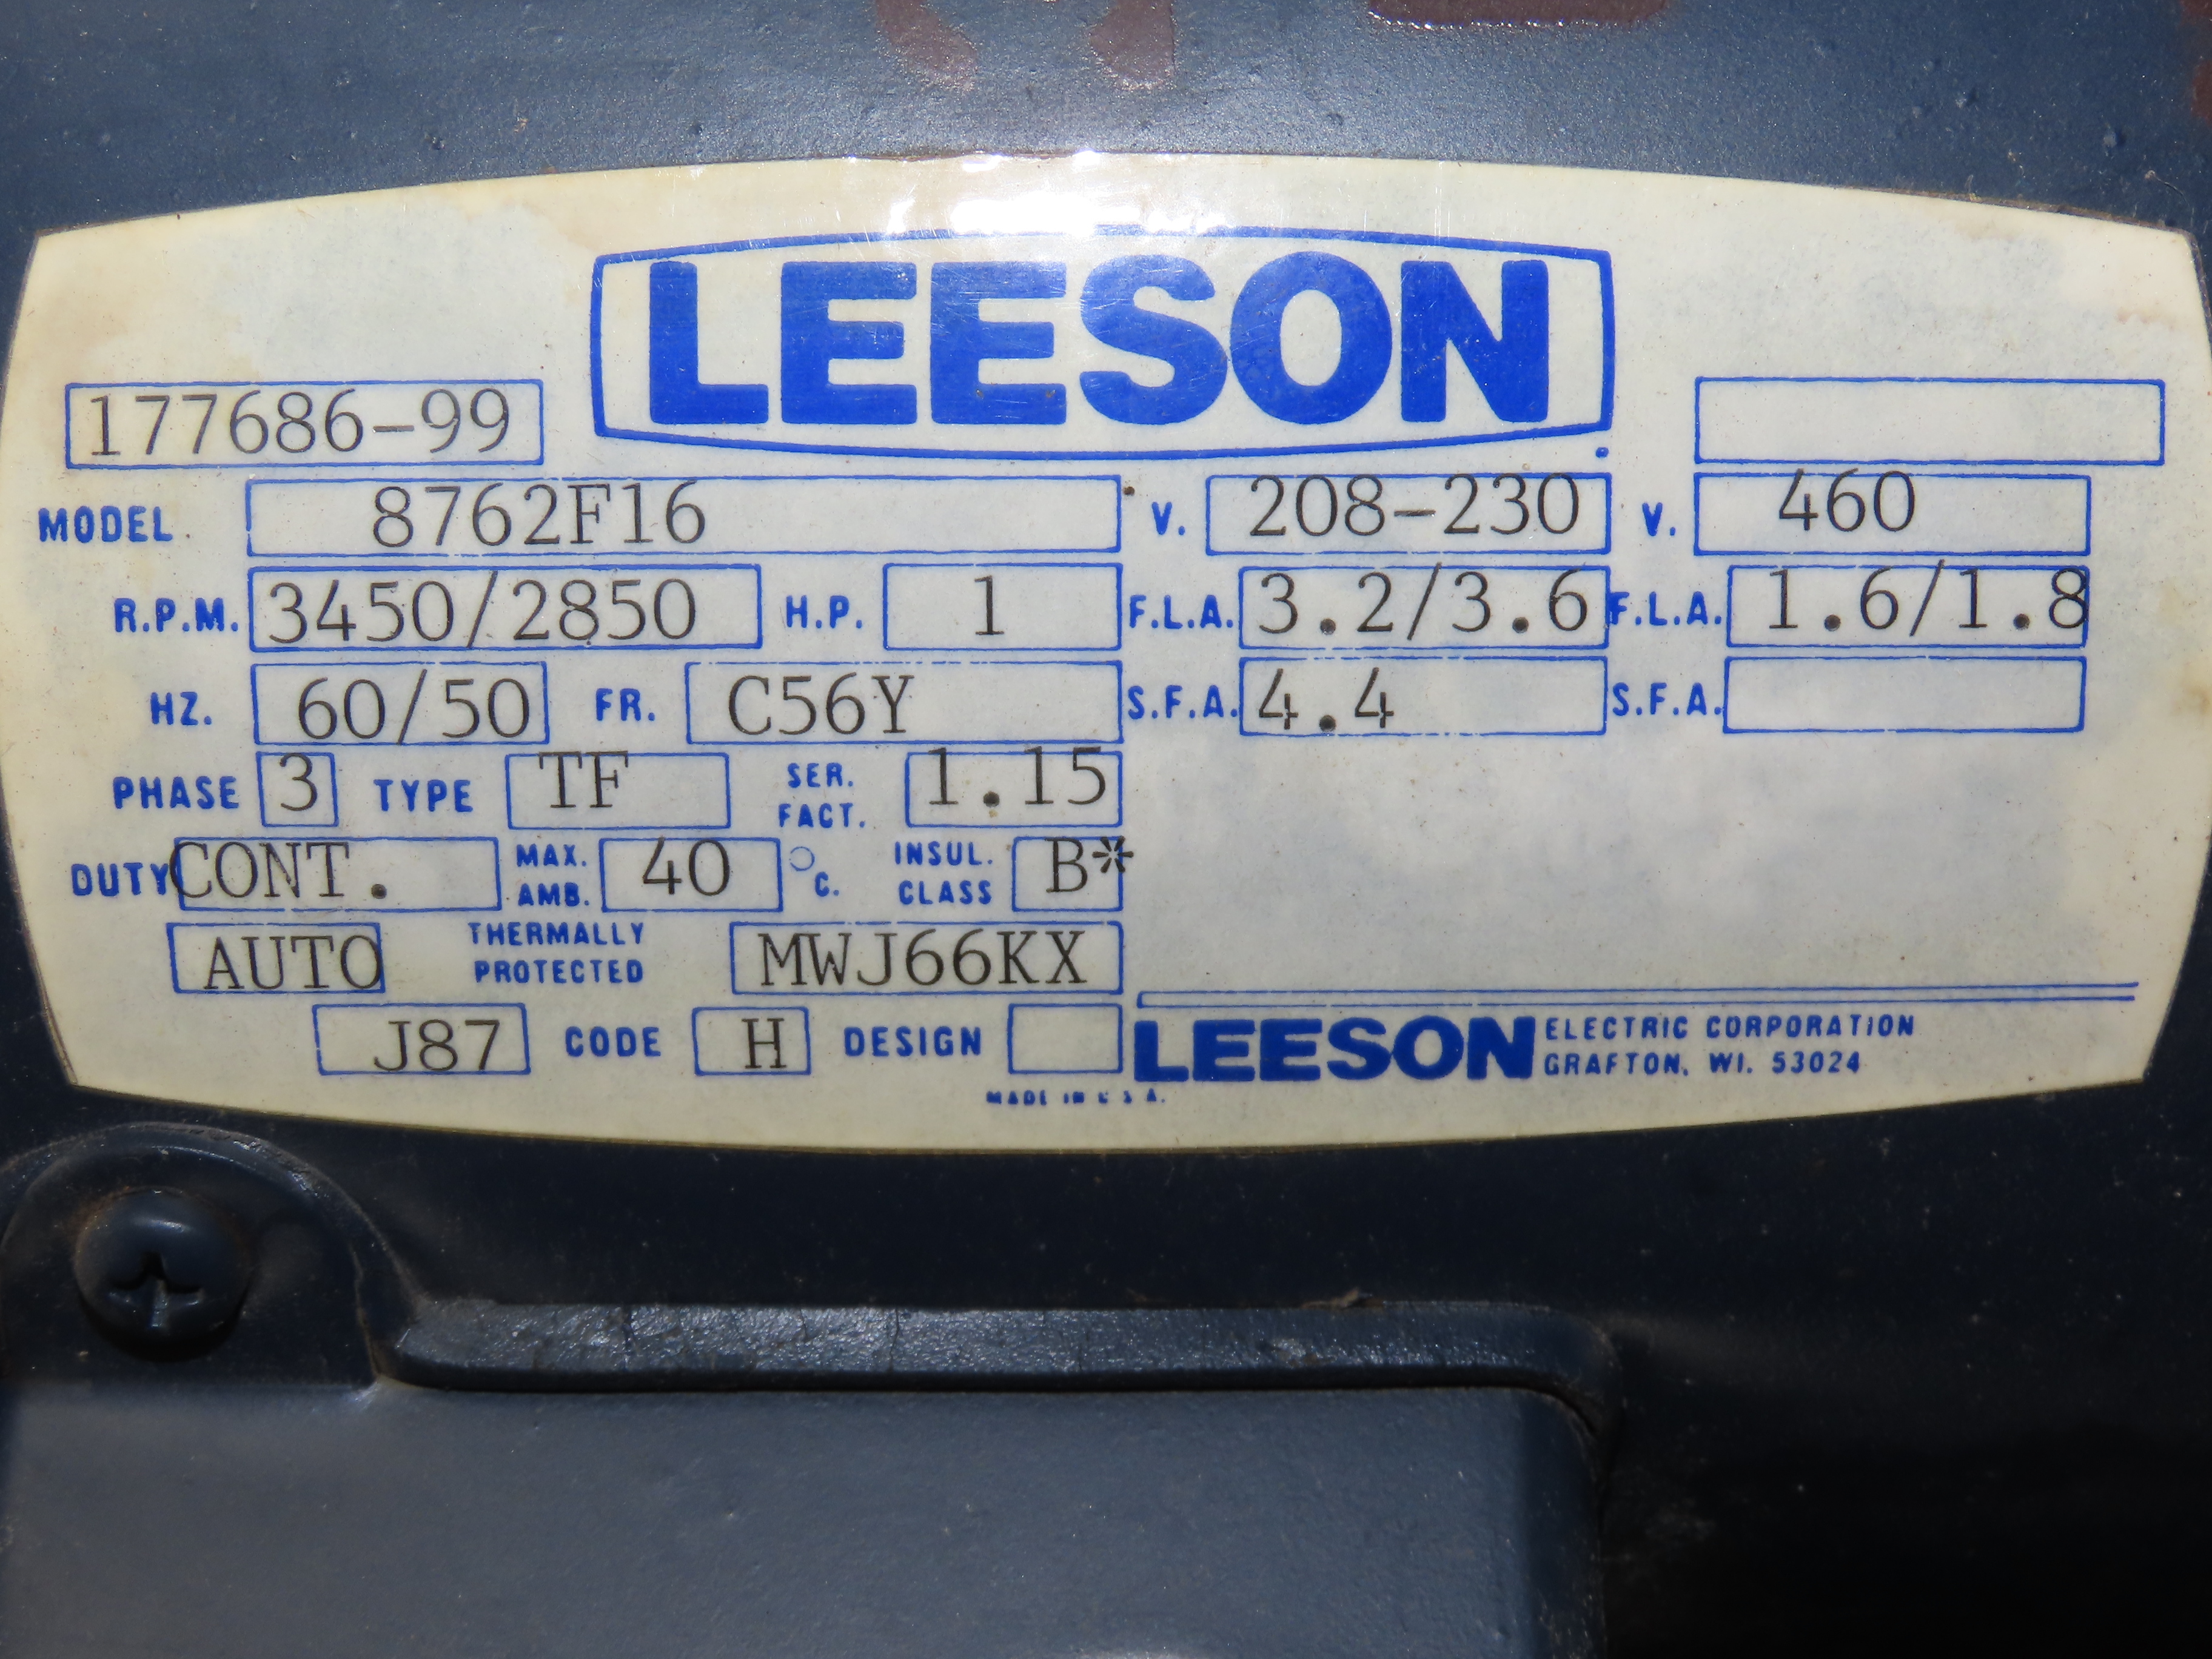 LEESON
177686-99
MODEL 8762F16 V. 208-230 V. 460
R.P.M. 3450/2850 H.P. 1 F.L.A. 3.2/3.6 F.L.A. 1.6/1.8
HZ. 60/50 FR. C56Y S.F.A. 4.4 S.F.A.
PHASE 3 TYPE TF SER. FACT. 1.15
DUTY CONT. MAX. AMB. 40 °C. INSUL. CLASS B*
AUTO THERMALLY PROTECTED MWJ66KX
J87 CODE H DESIGN
LEESON ELECTRIC CORPORATION
GRAFTON, WI. 53024
MADE IN U.S.A.